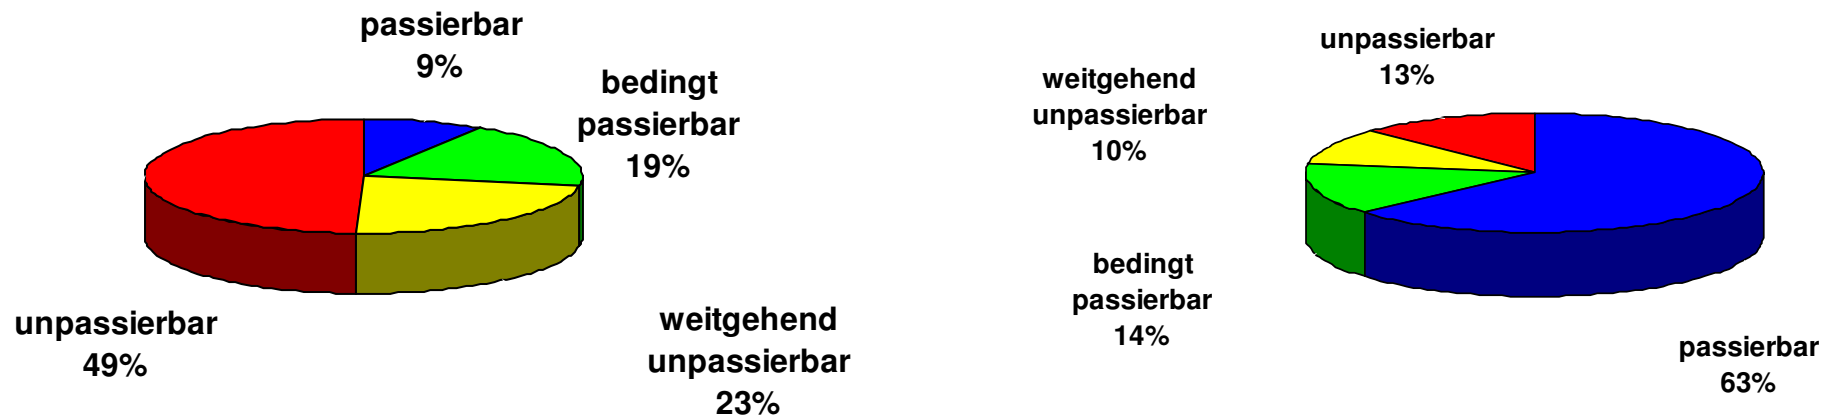 passierbar
9%
bedingt
passierbar
19%
weitgehend
unpassierbar
23%
unpassierbar
49%
unpassierbar
13%
weitgehend
unpassierbar
10%
bedingt
passierbar
14%
passierbar
63%